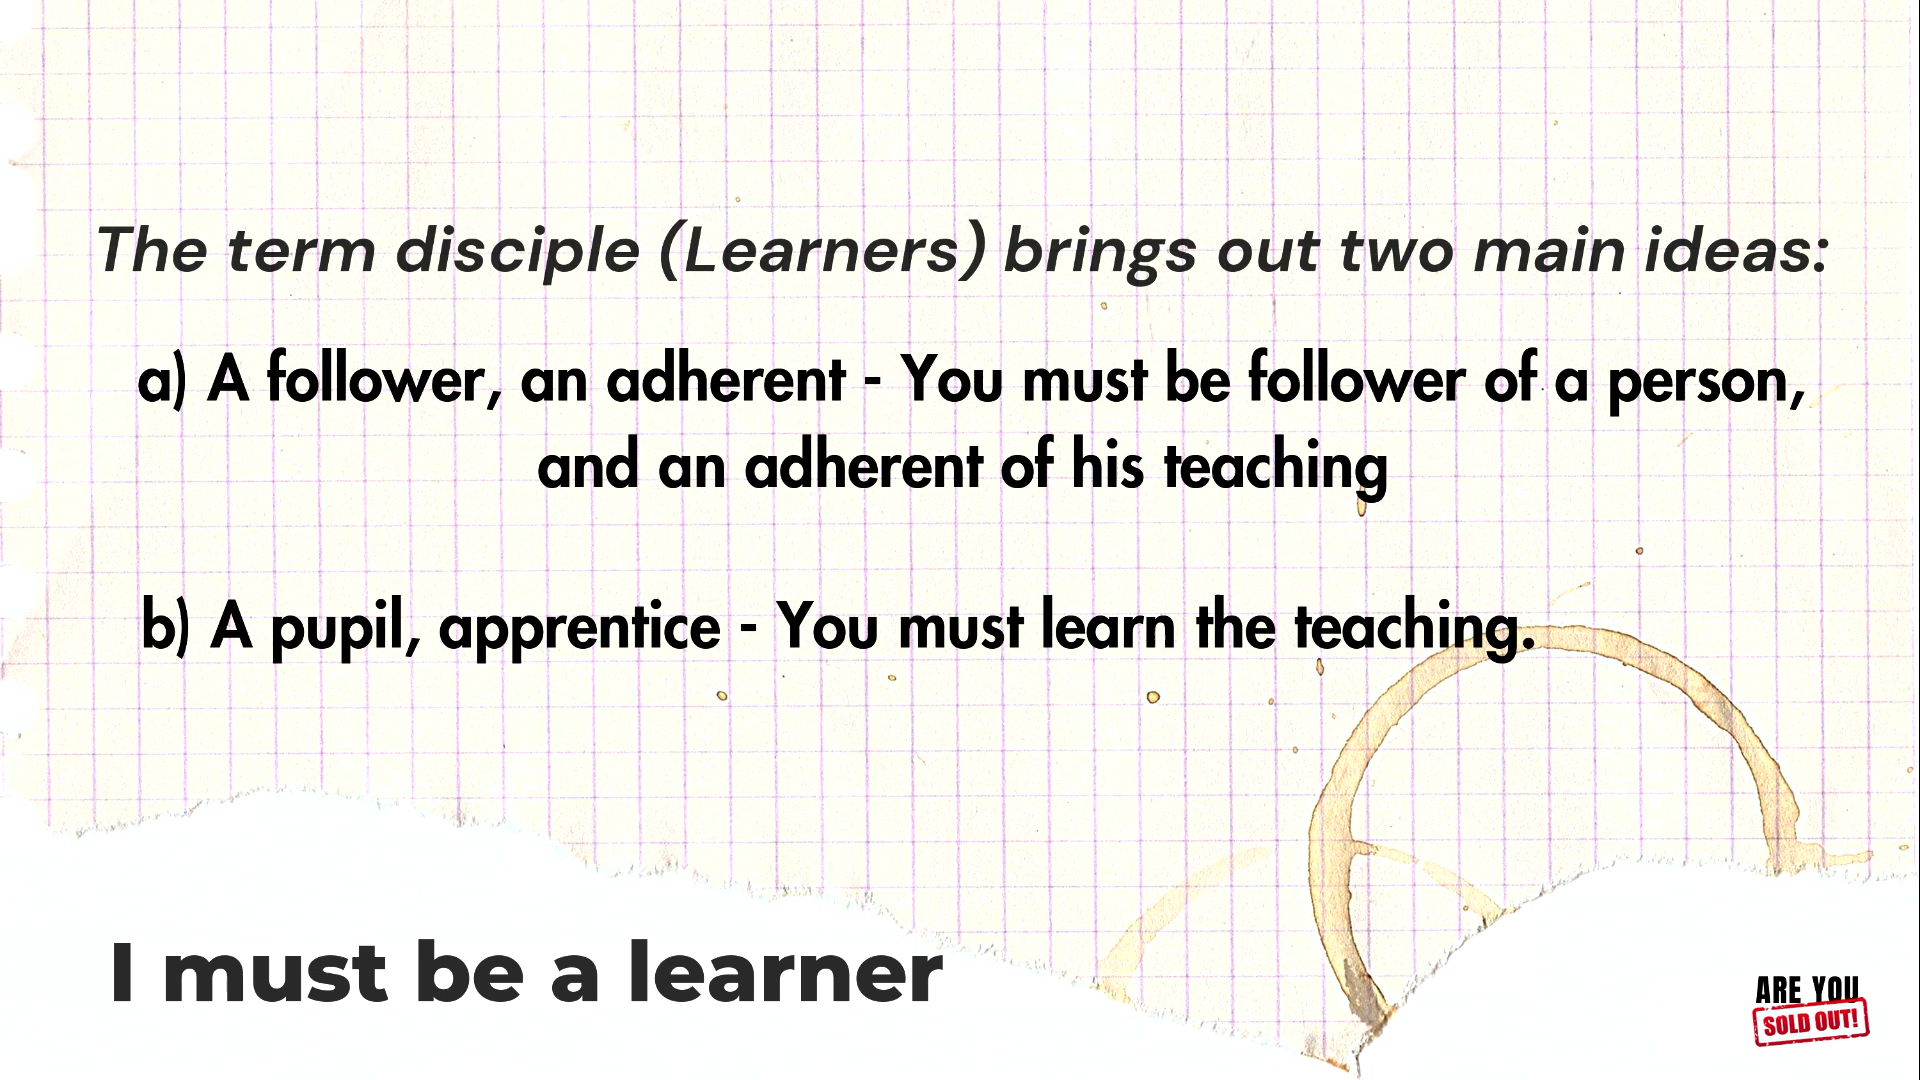 The term disciple (Learners) brings out two main ideas:
a) A follower, an adherent - You must be follower of a person,
and an adherent of his teaching
b) A pupil, apprentice - You must learn the teaching.
I must be a learner
ARE YOU
SOLD OUT!